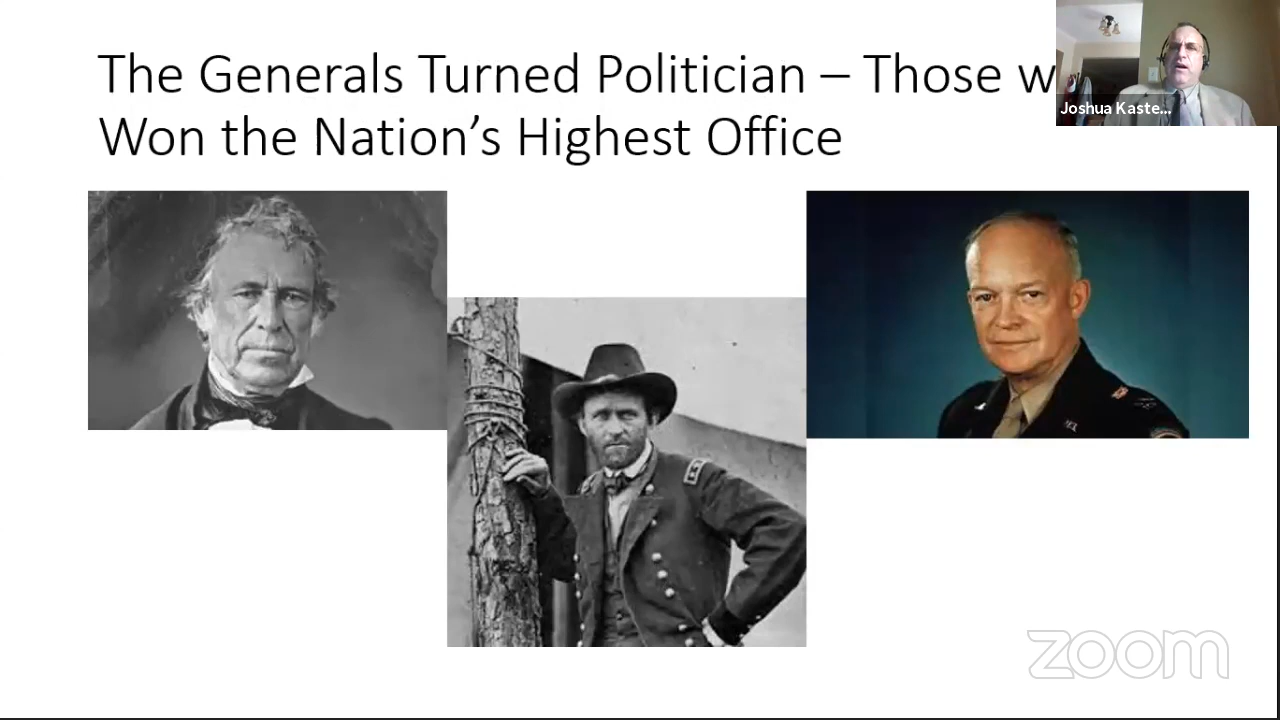 The Generals Turned Politician – Those w
Won the Nation's Highest Office
Joshua Kaste...
zoom